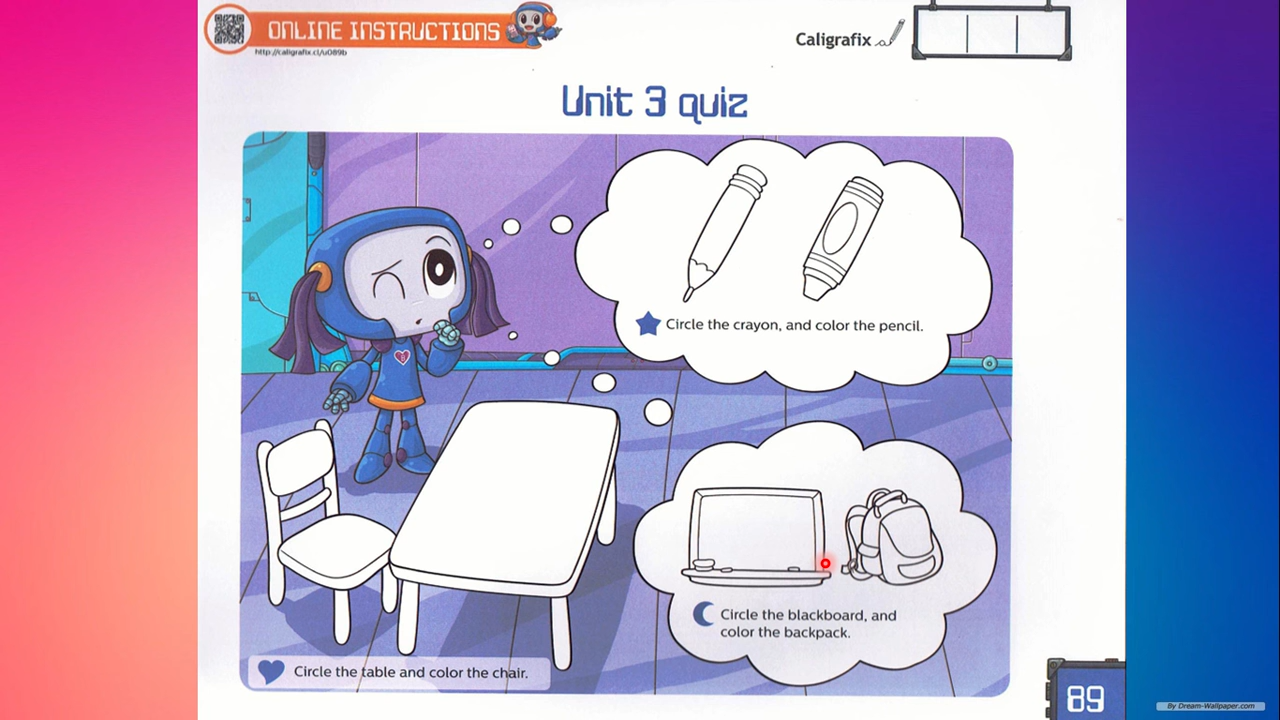 ONLINE INSTRUCTIONS
http://caligrafix.cl/u089b
Caligrafix
Unit 3 quiz
Circle the crayon, and color the pencil.
Circle the blackboard, and
color the backpack.
Circle the table and color the chair.
89
By Dream-Wallpaper.com